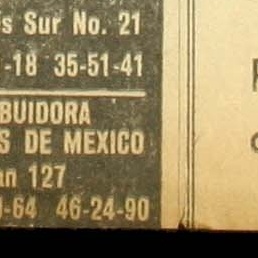 s Sur No. 21
-18 35-51-41
BUIDORA
S DE MEXICO
an 127
-64 46-24-90